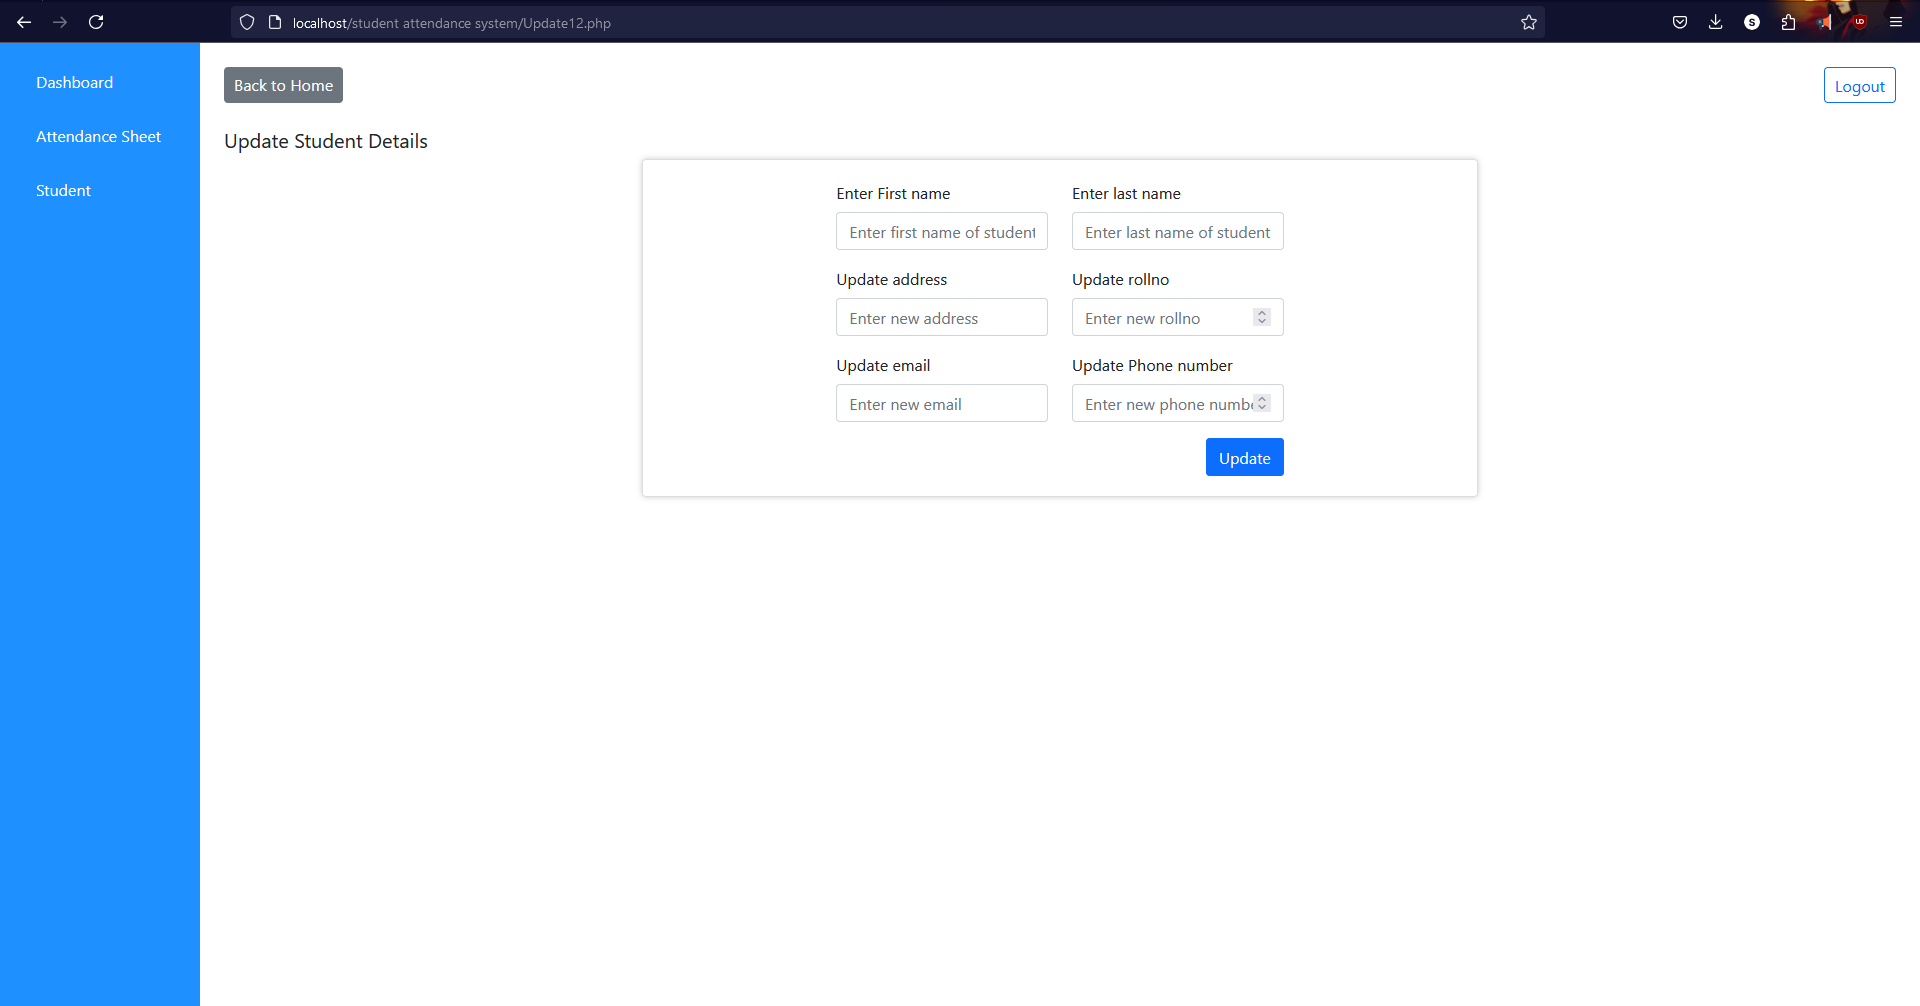 localhost/student attendance system/Update12.php
S
UD
Dashboard
Attendance Sheet
Student
Back to Home
Logout
Update Student Details
Enter First name
Enter last name
Enter first name of student
Enter last name of student
Update address
Update rollno
Enter new address
Enter new rollno
Update email
Update Phone number
Enter new email
Enter new phone numbe
Update